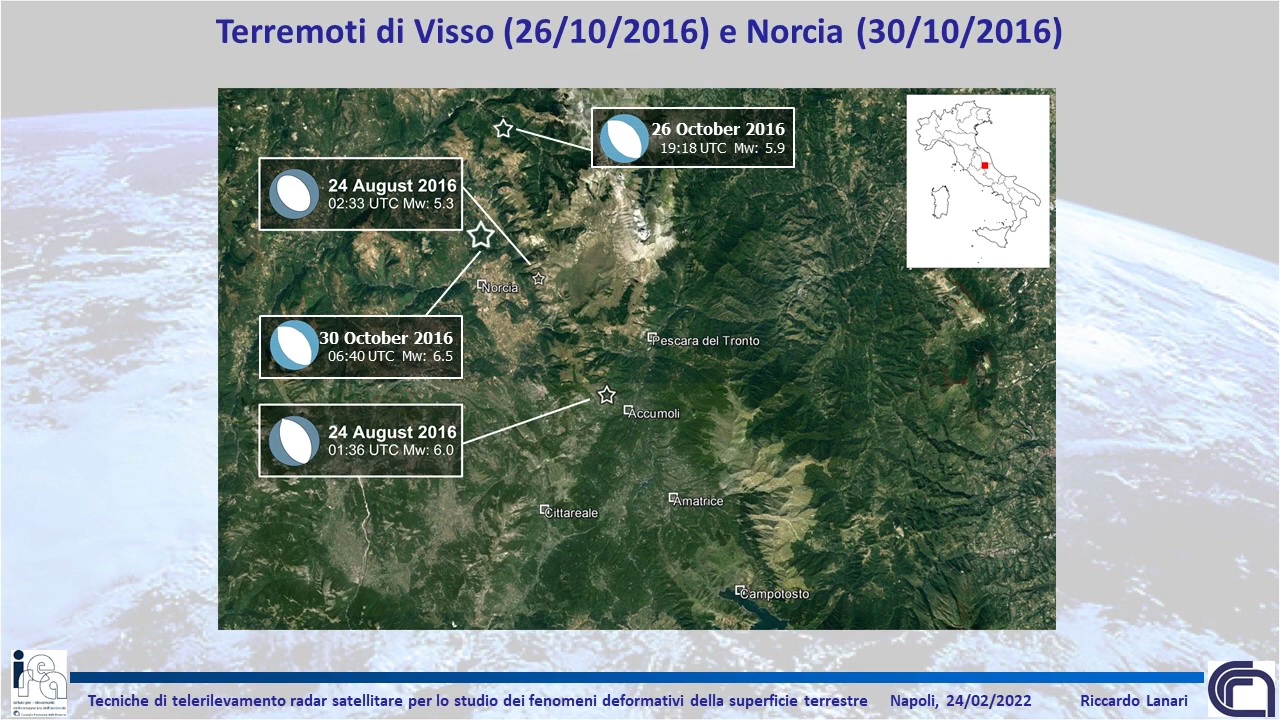 Terremoti di Visso (26/10/2016) e Norcia (30/10/2016)
26 October 2016
19:18 UTC Mw: 5.9
24 August 2016
02:33 UTC Mw: 5.3
Norcia
30 October 2016
06:40 UTC Mw: 6.5
Pescara del Tronto
Accumoli
24 August 2016
01:36 UTC Mw: 6.0
Amatrice
Cittareale
Campotosto
irea
Tecniche di telerilevamento radar satellitare per lo studio dei fenomeni deformativi della superficie terrestre Napoli, 24/02/2022 Riccardo Lanari